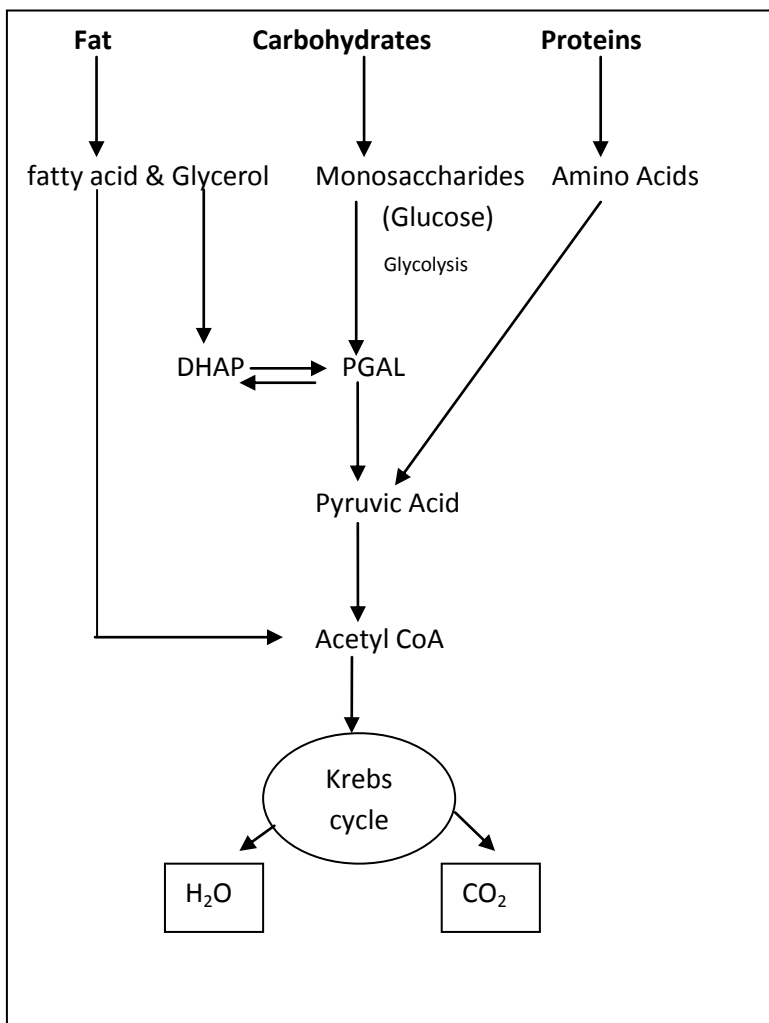 Fat Carbohydrates Proteins
fatty acid & Glycerol Monosaccharides Amino Acids
(Glucose)
Glycolysis
DHAP PGAL
Pyruvic Acid
Acetyl CoA
Krebs
cycle
H₂O CO₂